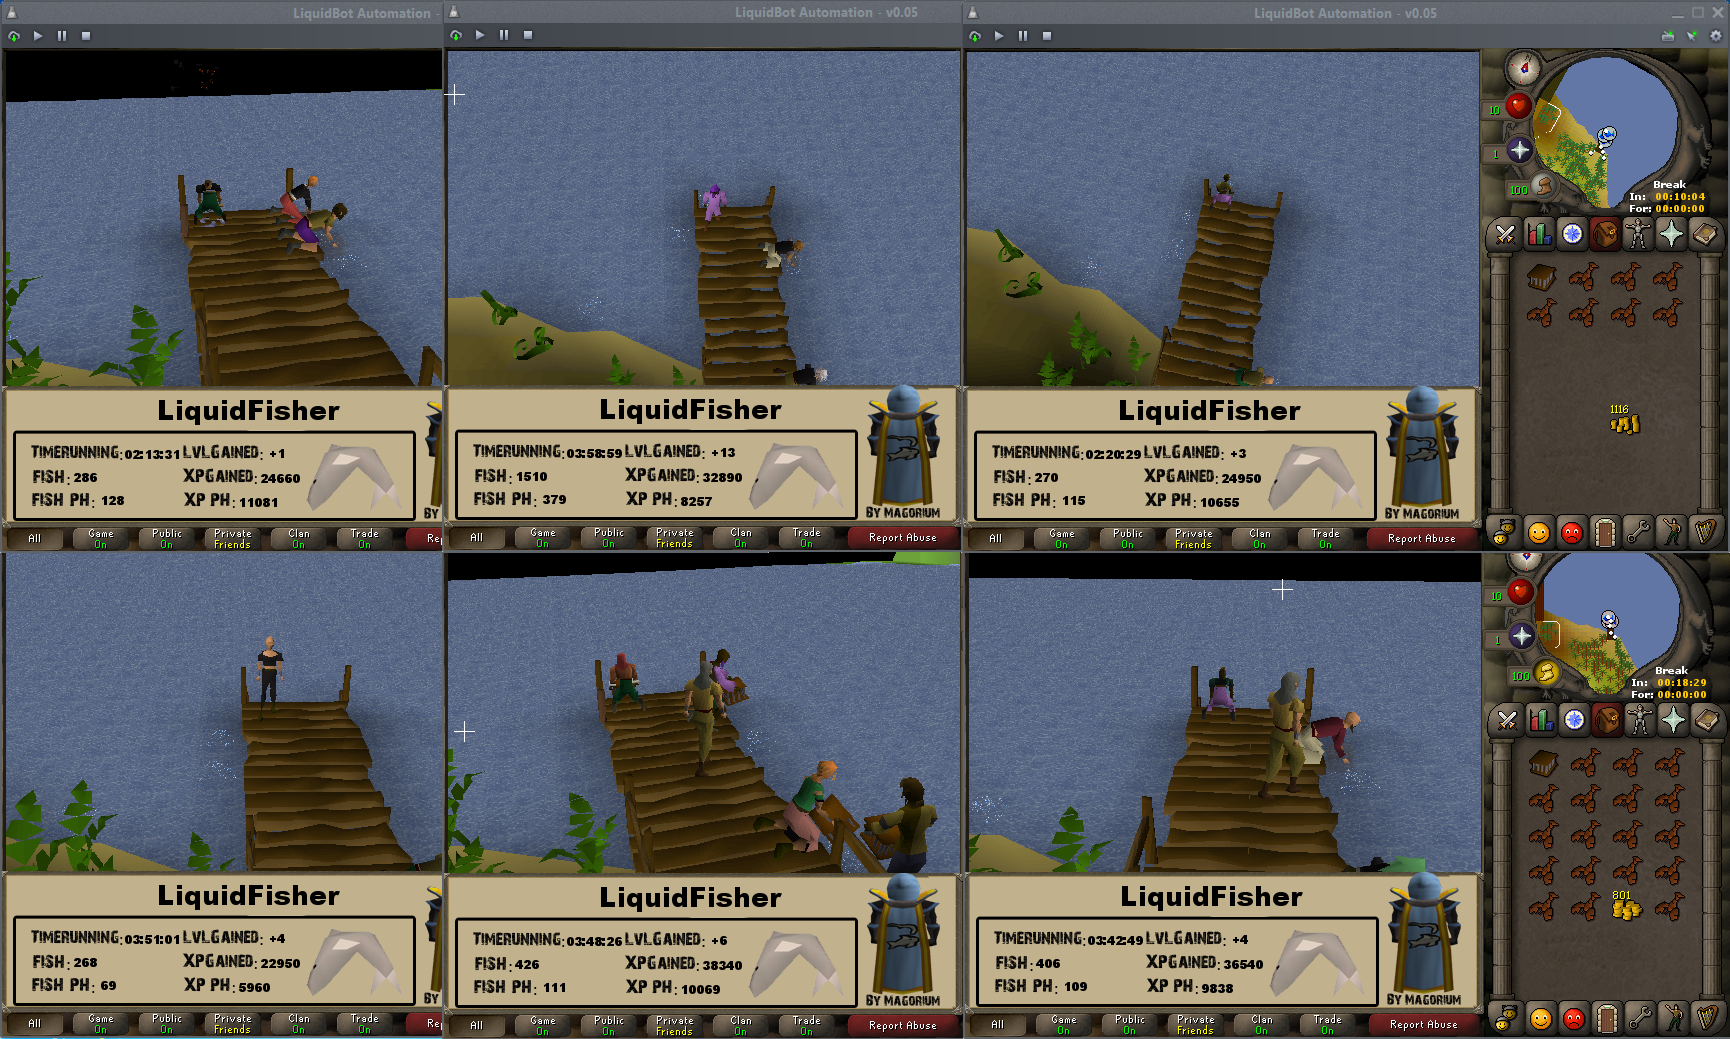 LiquidBot Automation -
LiquidBot Automation - v0.05
LiquidBot Automation - v0.05
10
1
100
Break
In: 00:10:04
For: 00:00:00
1116
LiquidFisher
TIMERUNNING: 02:13:31 LVLGAINED: +1
FISH: 286 XPGAINED: 24660
FISH PH: 128 XP PH: 11081
BY
All
Game
On
Public
On
Private
Friends
Clan
On
Trade
On
Rep
LiquidFisher
TIMERUNNING: 03:58:59 LVLGAINED: +13
FISH: 1510 XPGAINED: 32890
FISH PH: 379 XP PH: 8257
BY MAGORIUM
All
Game
On
Public
On
Private
Friends
Clan
On
Trade
On
Report Abuse
LiquidFisher
TIMERUNNING: 02:20:29 LVLGAINED: +3
FISH: 270 XPGAINED: 24950
FISH PH: 115 XP PH: 10655
BY MAGORIUM
All
Game
On
Public
On
Private
Friends
Clan
On
Trade
On
Report Abuse
10
1
100
Break
In: 00:18:29
For: 00:00:00
801
LiquidFisher
TIMERUNNING: 03:51:01 LVLGAINED: +4
FISH: 268 XPGAINED: 22950
FISH PH: 69 XP PH: 5960
BY
All
Game
On
Public
On
Private
Friends
Clan
On
Trade
On
Rep
LiquidFisher
TIMERUNNING: 03:48:26 LVLGAINED: +6
FISH: 426 XPGAINED: 38340
FISH PH: 111 XP PH: 10069
BY MAGORIUM
All
Game
On
Public
On
Private
Friends
Clan
On
Trade
On
Report Abuse
LiquidFisher
TIMERUNNING: 03:42:49 LVLGAINED: +4
FISH: 406 XPGAINED: 36540
FISH PH: 109 XP PH: 9838
BY MAGORIUM
All
Game
On
Public
On
Private
Friends
Clan
On
Trade
On
Report Abuse